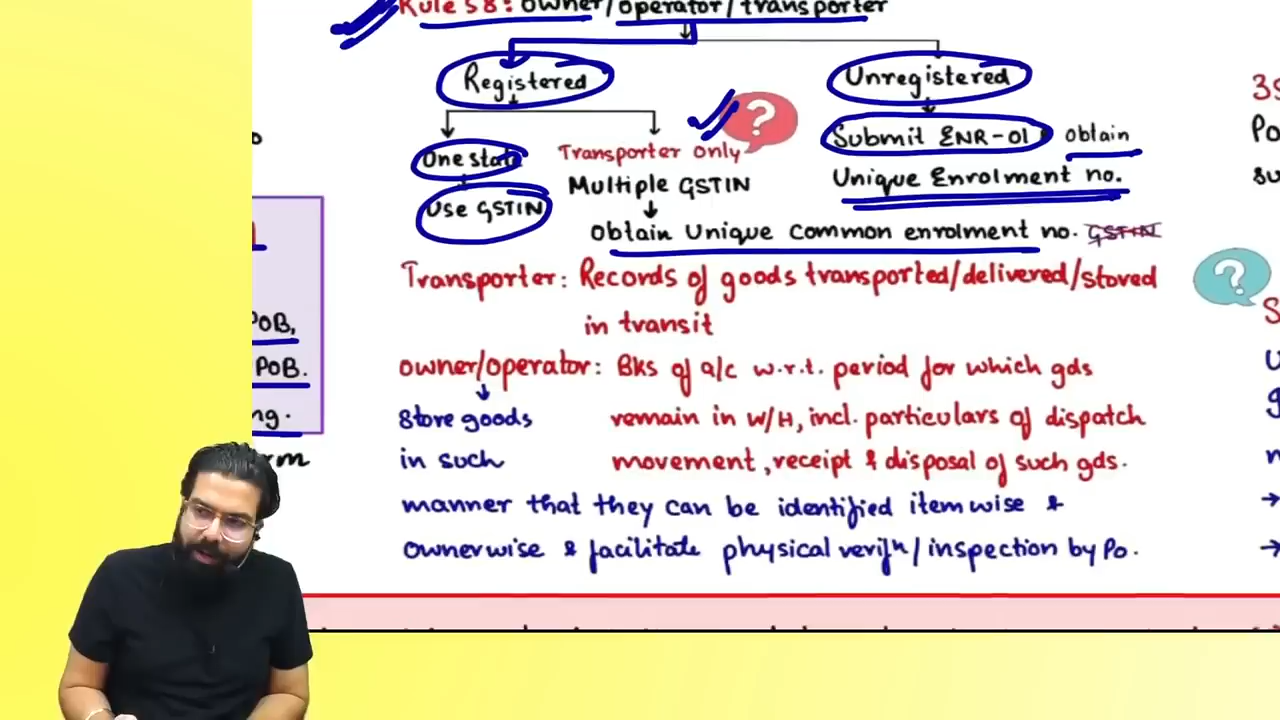 Rule 58: Owner/operator/transporter
Registered
Unregistered
One state
Use GSTIN
Transporter only
Multiple GSTIN
Obtain Unique Common enrolment no. GSTIN
?
Submit ENR-01 obtain
Unique Enrolment no.
Transporter: Records of goods transported/delivered/stored
in transit
owner/operator: Bks of a/c w.r.t. period for which gds
remain in W/H, incl. particulars of dispatch
movement, receipt & disposal of such gds.
Store goods
in such
manner that they can be identified itemwise &
Ownerwise & facilitate physical verifⁿ/inspection by PO.
POB,
POB.
ng.
?